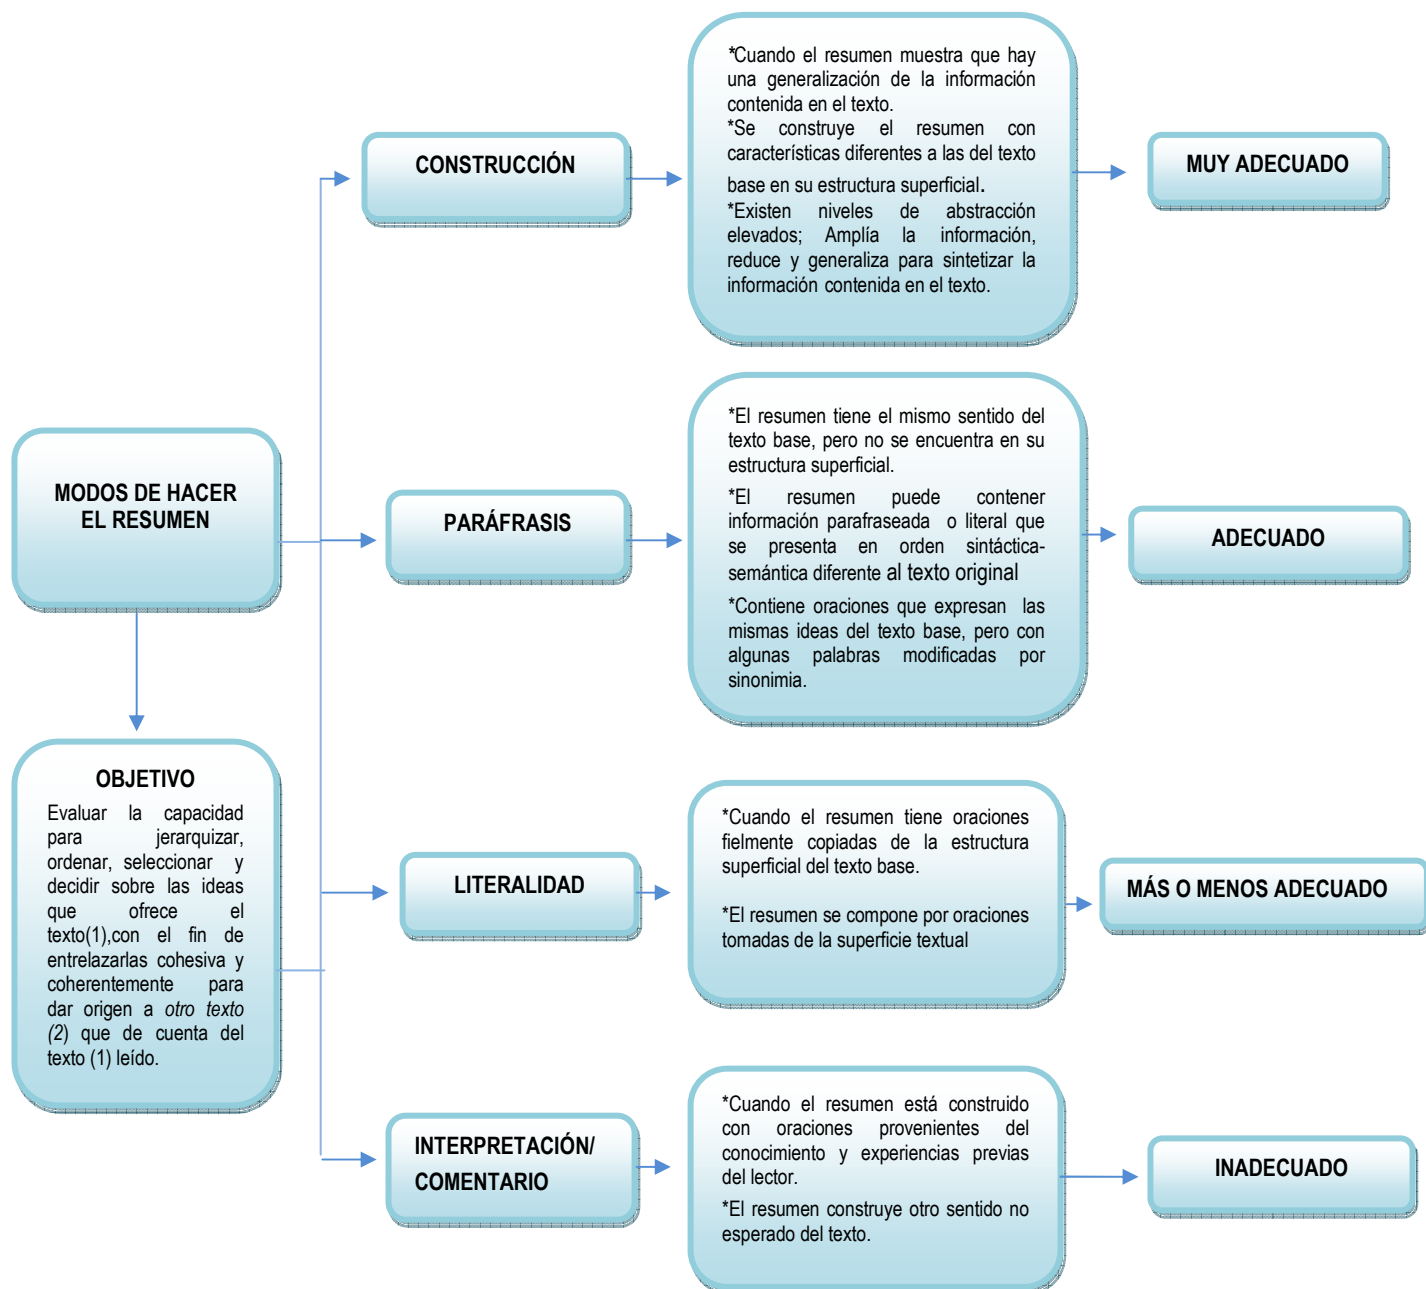 MODOS DE HACER
EL RESUMEN
OBJETIVO
Evaluar la capacidad
para jerarquizar,
ordenar, seleccionar y
decidir sobre las ideas
que ofrece el
texto(1),con el fin de
entrelazarlas cohesiva y
coherentemente para
dar origen a otro texto
(2) que de cuenta del
texto (1) leído.
CONSTRUCCIÓN
*Cuando el resumen muestra que hay
una generalización de la información
contenida en el texto.
*Se construye el resumen con
características diferentes a las del texto
base en su estructura superficial.
*Existen niveles de abstracción
elevados; Amplía la información,
reduce y generaliza para sintetizar la
información contenida en el texto.
MUY ADECUADO
PARÁFRASIS
*El resumen tiene el mismo sentido del
texto base, pero no se encuentra en su
estructura superficial.
*El resumen puede contener
información parafraseada o literal que
se presenta en orden sintáctica-
semántica diferente al texto original
*Contiene oraciones que expresan las
mismas ideas del texto base, pero con
algunas palabras modificadas por
sinonimia.
ADECUADO
LITERALIDAD
*Cuando el resumen tiene oraciones
fielmente copiadas de la estructura
superficial del texto base.
*El resumen se compone por oraciones
tomadas de la superficie textual
MÁS O MENOS ADECUADO
INTERPRETACIÓN/
COMENTARIO
*Cuando el resumen está construido
con oraciones provenientes del
conocimiento y experiencias previas
del lector.
*El resumen construye otro sentido no
esperado del texto.
INADECUADO